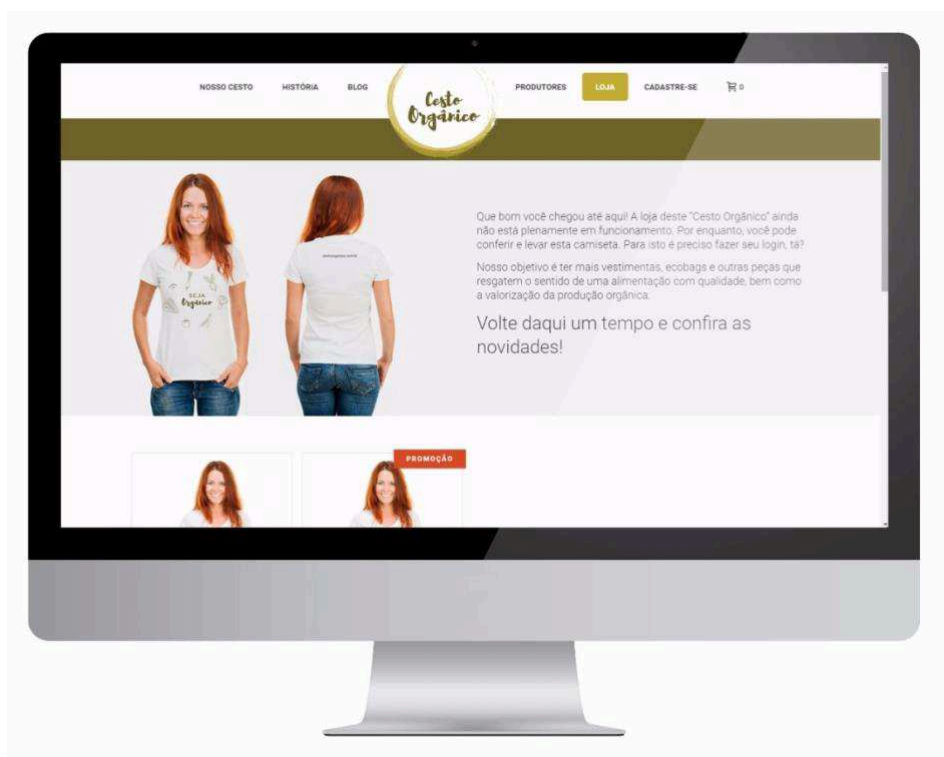 NOSSO CESTO HISTÓRIA BLOG
Cesto
Orgânico
PRODUTORES LOJA CADASTRE-SE 0
SEJA
Orgânico
Que bom você chegou até aqui! A loja deste "Cesto Orgânico" ainda
não está plenamente em funcionamento. Por enquanto, você pode
conferir e levar esta camiseta. Para isto é preciso fazer seu login, tá?
Nosso objetivo é ter mais vestimentas, ecobags e outras peças que
resgatem o sentido de uma alimentação com qualidade, bem como
a valorização da produção orgânica.
Volte daqui um tempo e confira as
novidades!
PROMOÇÃO